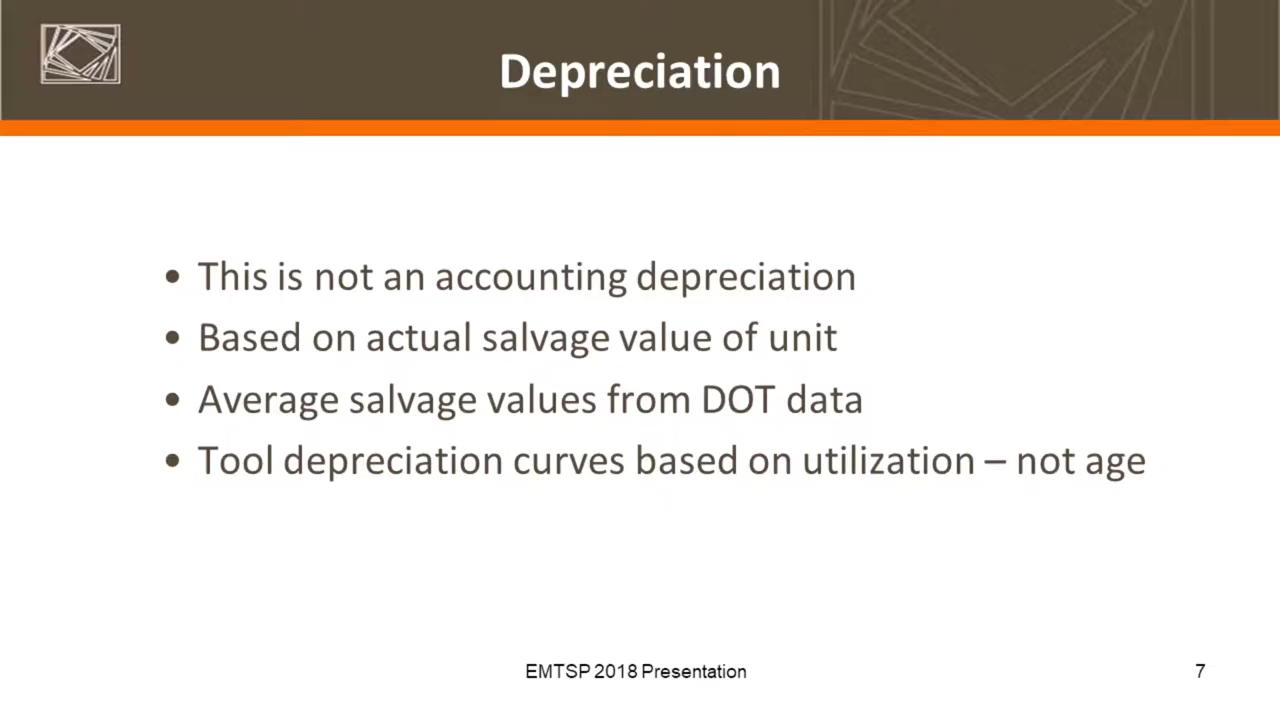 Depreciation
• This is not an accounting depreciation
• Based on actual salvage value of unit
• Average salvage values from DOT data
• Tool depreciation curves based on utilization – not age
EMTSP 2018 Presentation
7